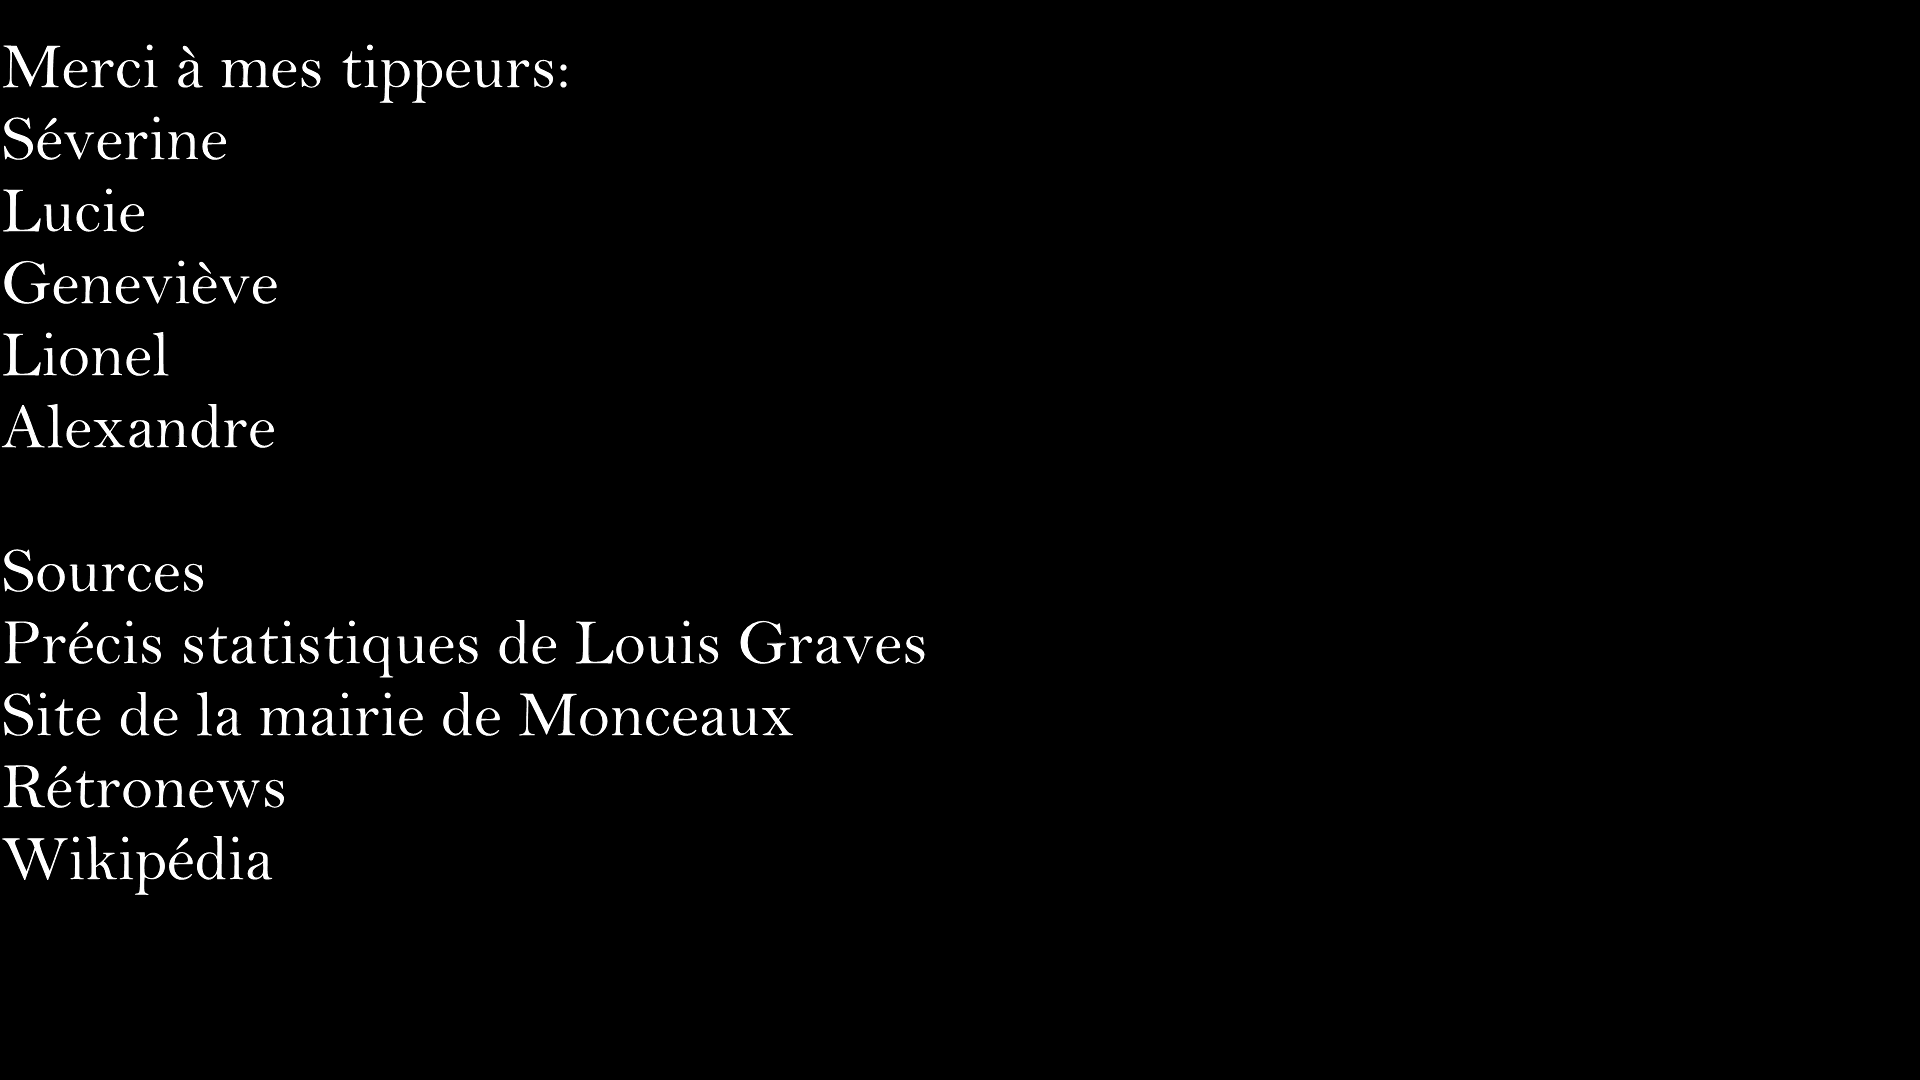 Merci à mes tippeurs:
Séverine
Lucie
Geneviève
Lionel
Alexandre
Sources
Précis statistiques de Louis Graves
Site de la mairie de Monceaux
Rétronews
Wikipédia